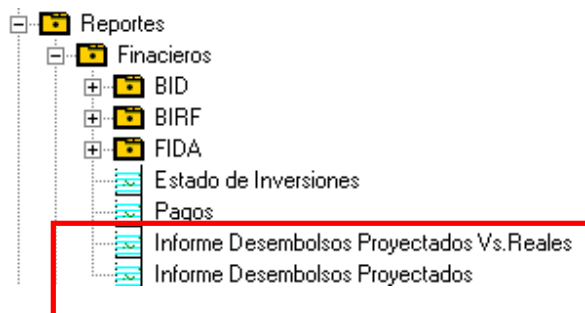 Reportes
Finacieros
BID
BIRF
FIDA
Estado de Inversiones
Pagos
Informe Desembolsos Proyectados Vs.Reales
Informe Desembolsos Proyectados